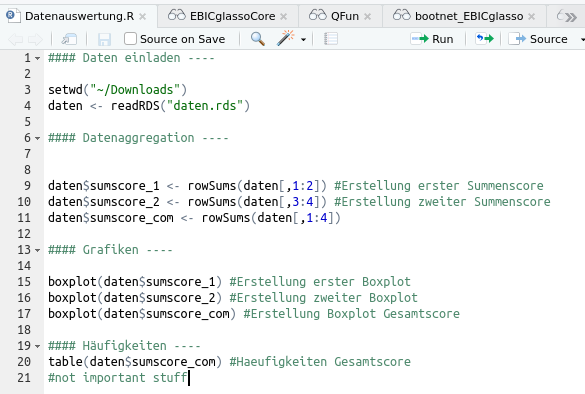 Datenauswertung.R EBICglassoCore QFun bootnet_EBICglasso
Source on Save Run Source
1 #### Daten einladen ----
2
3 setwd("~/Downloads")
4 daten <- readRDS("daten.rds")
5
6 #### Datenaggregation ----
7
8
9 daten$sumscore_1 <- rowSums(daten[,1:2]) #Erstellung erster Summenscore
10 daten$sumscore_2 <- rowSums(daten[,3:4]) #Erstellung zweiter Summenscore
11 daten$sumscore_com <- rowSums(daten[,1:4])
12
13 #### Grafiken ----
14
15 boxplot(daten$sumscore_1) #Erstellung erster Boxplot
16 boxplot(daten$sumscore_2) #Erstellung zweiter Boxplot
17 boxplot(daten$sumscore_com) #Erstellung Boxplot Gesamtscore
18
19 #### Häufigkeiten ----
20 table(daten$sumscore_com) #Haeufigkeiten Gesamtscore
21 #not important stuff